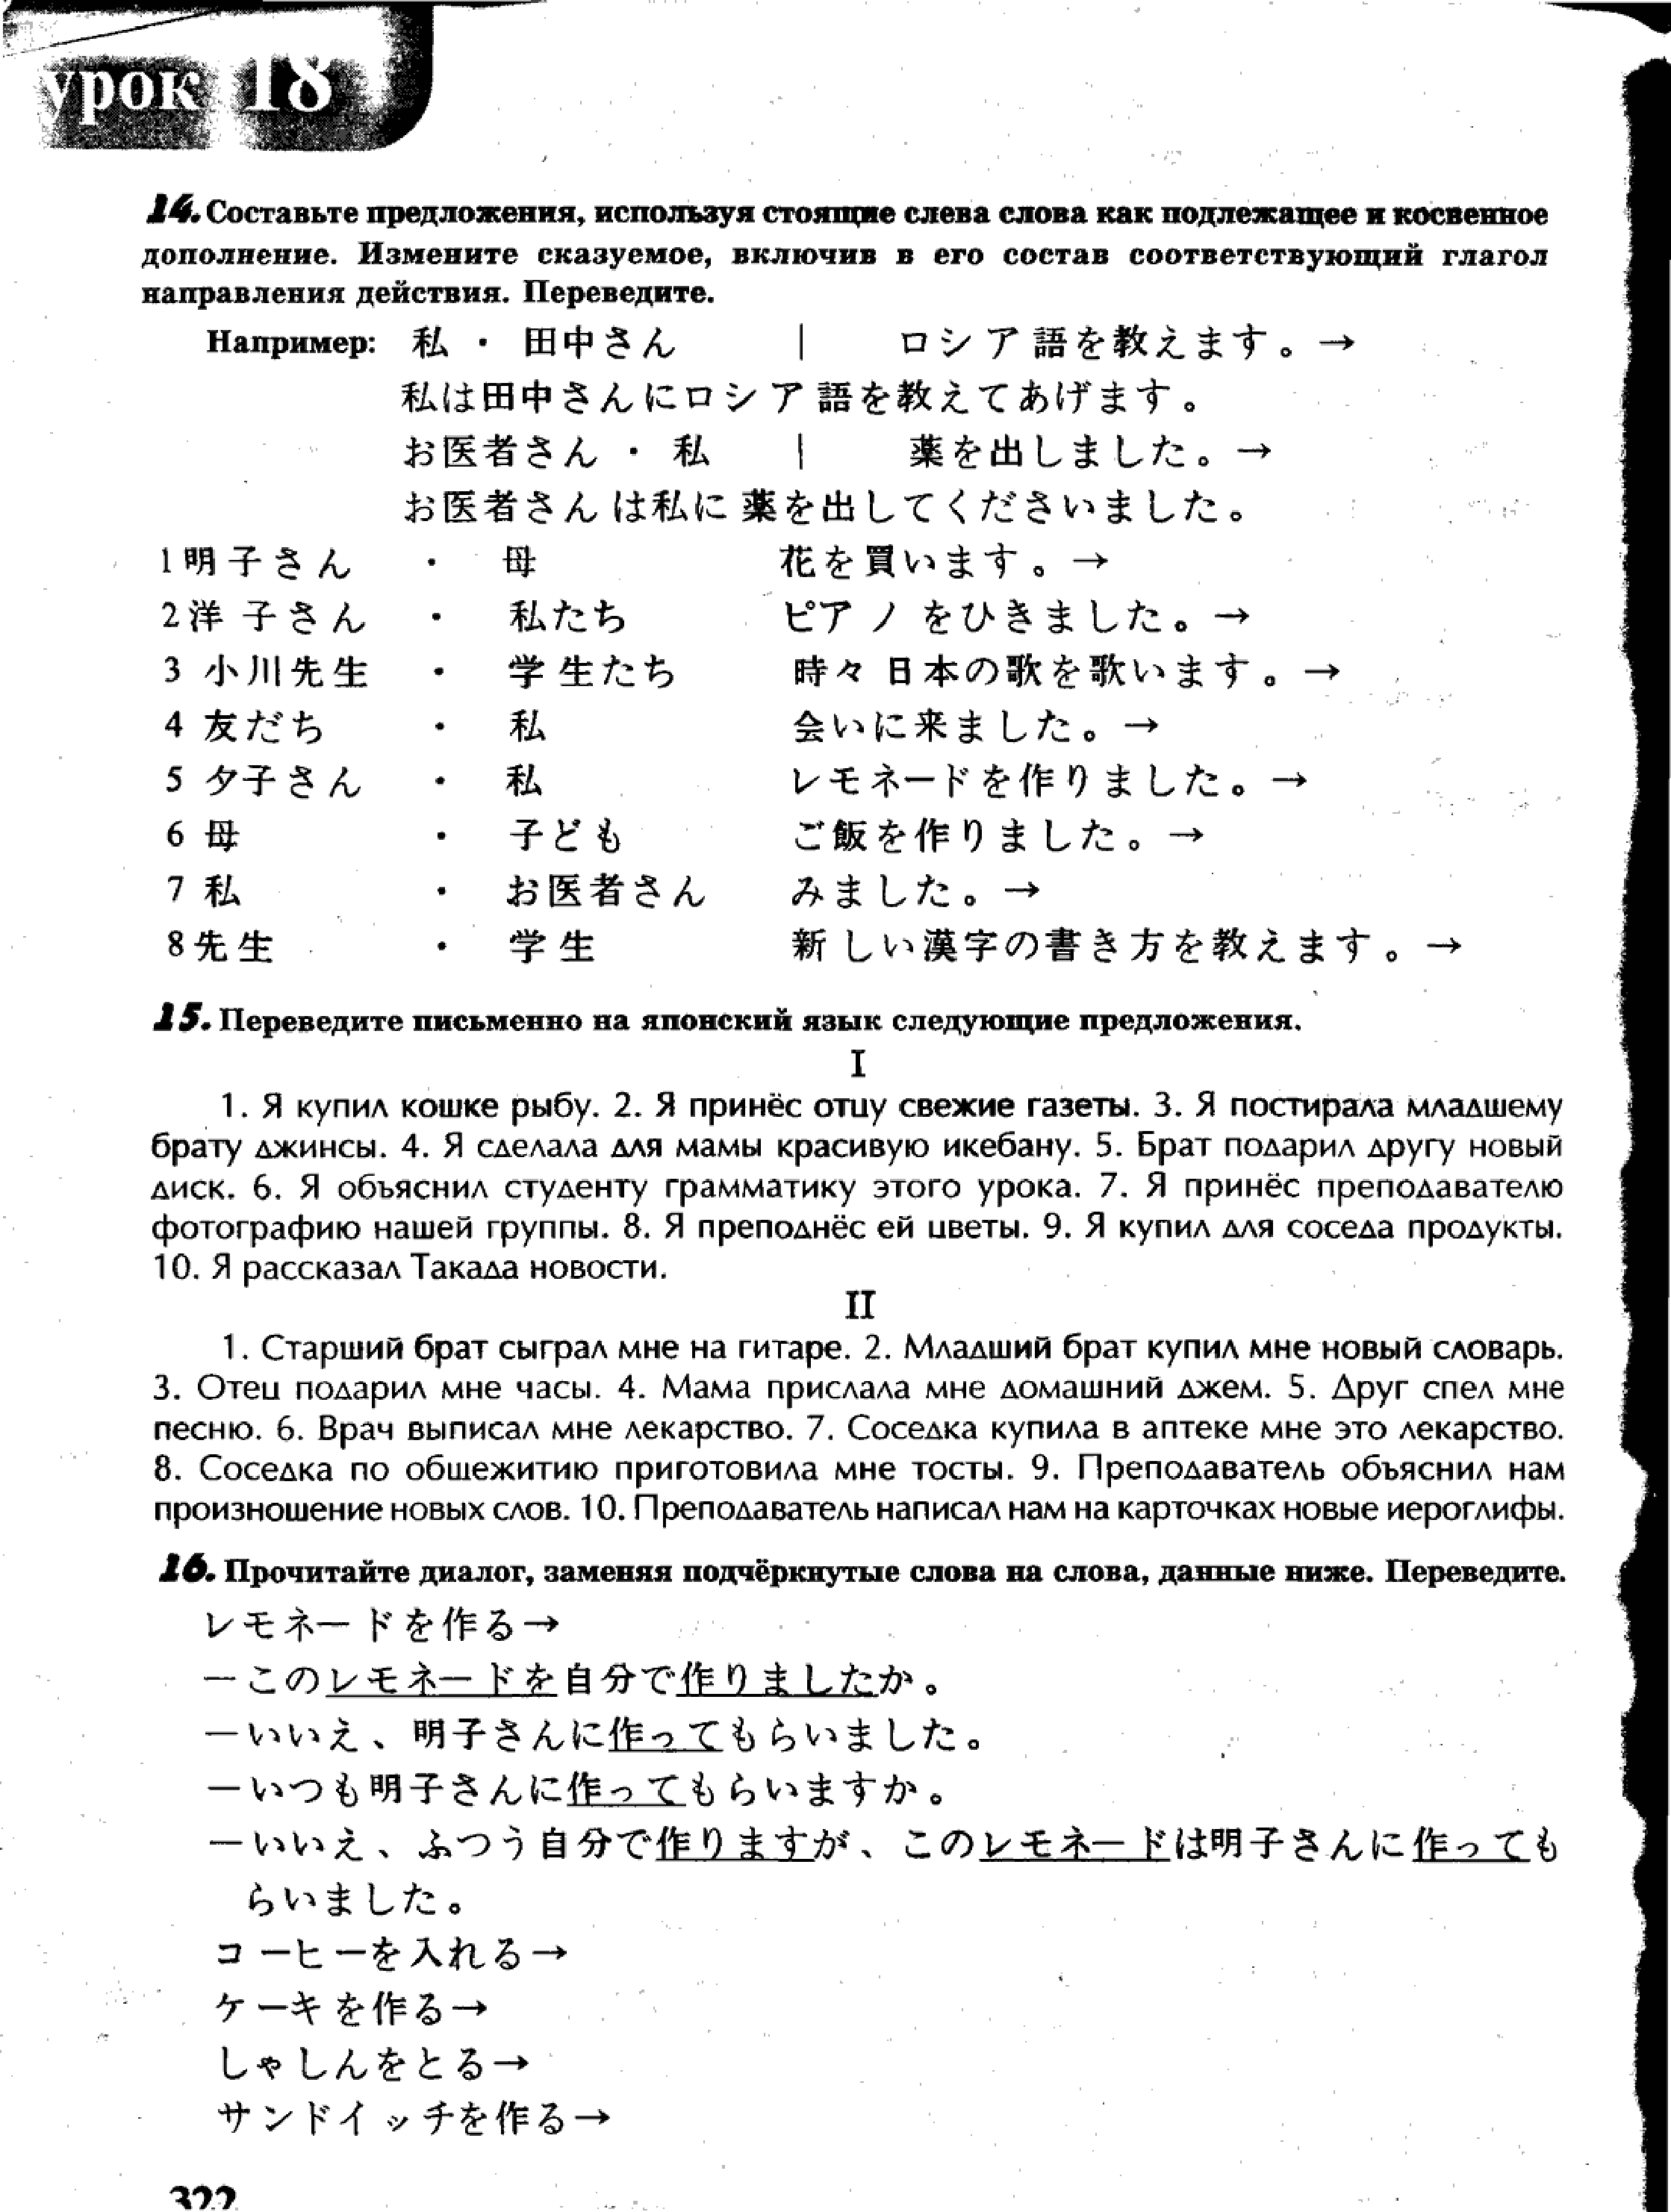 урок 18
14. Составьте предложения, используя стоящие слева слова как подлежащее и косвенное
дополнение. Измените сказуемое, включив в его состав соответствующий глагол
направления действия. Переведите.
Например: 私 ・ 田中さん | ロシア語を教えます。→
私は田中さんにロシア語を教えてあげます。
お医者さん ・ 私 | 薬を出しました。→
お医者さんは私に薬を出してくださいました。
1 明子さん ・ 母 花を買います。→
2 洋子さん ・ 私たち ピアノをひきました。→
3 小川先生 ・ 学生たち 時々日本の歌を歌います。→
4 友だち ・ 私 会いに来ました。→
5 夕子さん ・ 私 レモネードを作りました。→
6 母 ・ 子ども ご飯を作りました。→
7 私 ・ お医者さん みました。→
8 先生 ・ 学生 新しい漢字の書き方を教えます。→
15. Переведите письменно на японский язык следующие предложения.
I
1. Я купил кошке рыбу. 2. Я принёс отцу свежие газеты. 3. Я постирала младшему
брату джинсы. 4. Я сделала для мамы красивую икебану. 5. Брат подарил другу новый
диск. 6. Я объяснил студенту грамматику этого урока. 7. Я принёс преподавателю
фотографию нашей группы. 8. Я преподнёс ей цветы. 9. Я купил для соседа продукты.
10. Я рассказал Такада новости.
II
1. Старший брат сыграл мне на гитаре. 2. Младший брат купил мне новый словарь.
3. Отец подарил мне часы. 4. Мама прислала мне домашний джем. 5. Друг спел мне
песню. 6. Врач выписал мне лекарство. 7. Соседка купила в аптеке мне это лекарство.
8. Соседка по общежитию приготовила мне тосты. 9. Преподаватель объяснил нам
произношение новых слов. 10. Преподаватель написал нам на карточках новые иероглифы.
16. Прочитайте диалог, заменяя подчёркнутые слова на слова, данные ниже. Переведите.
レモネードを作る→
－このレモネードを自分で作りましたか。
－いいえ、明子さんに作ってもらいました。
－いつも明子さんに作ってもらいますか。
－いいえ、ふつう自分で作りますが、このレモネードは明子さんに作っても
らいました。
コーヒーを入れる→
ケーキを作る→
しゃしんをとる→
サンドイッチを作る→
322